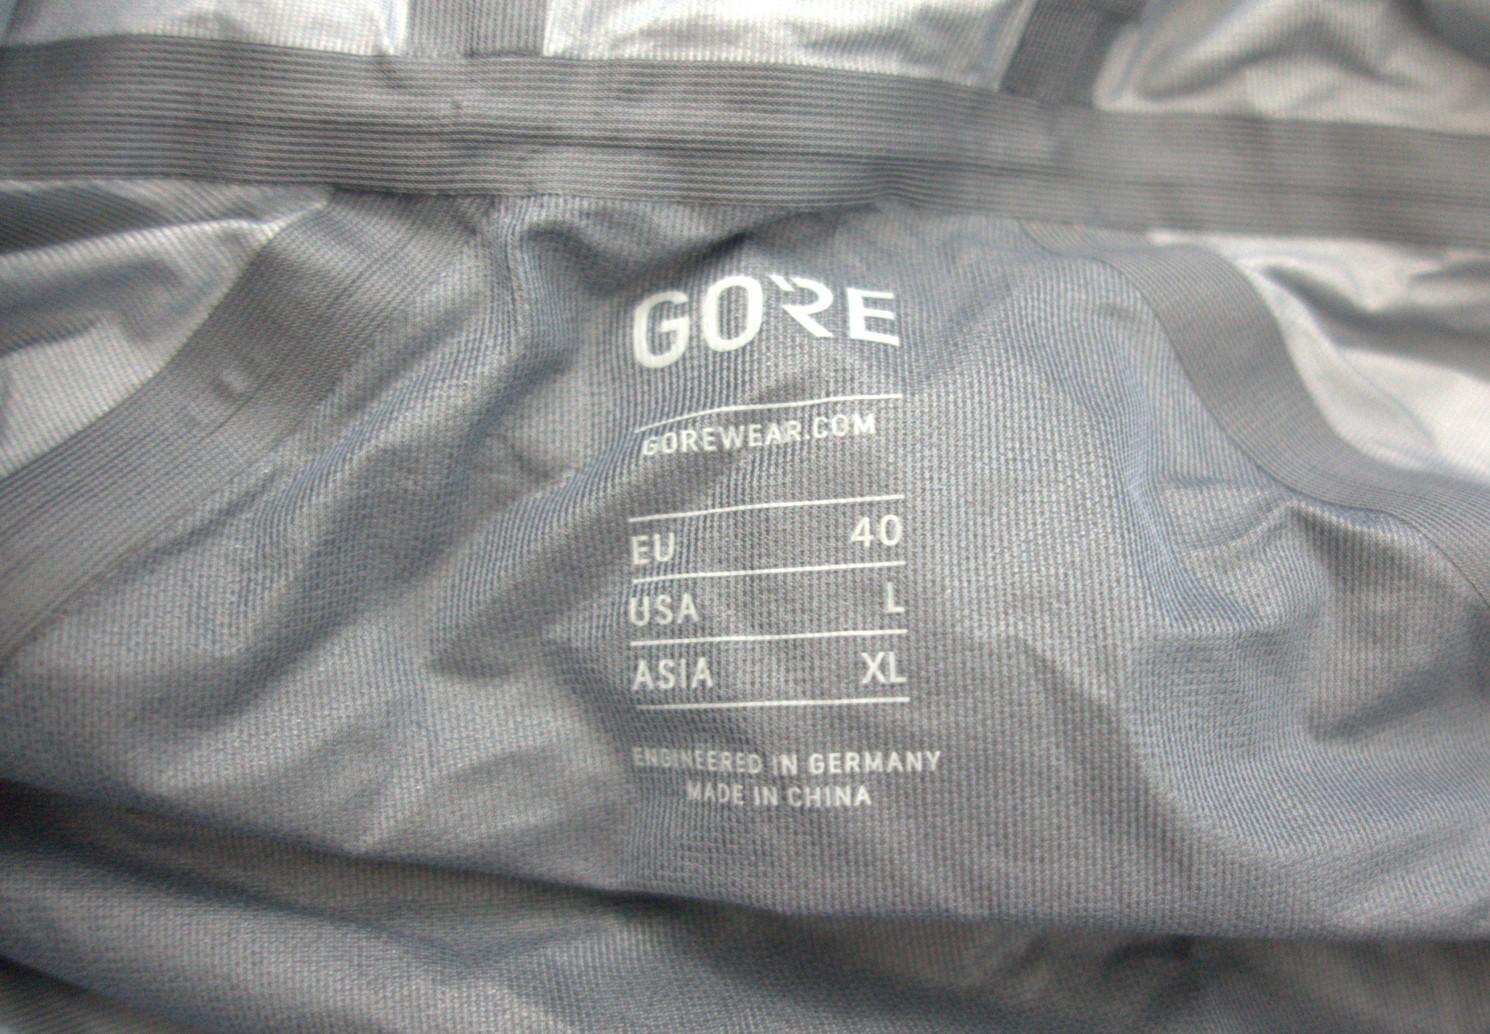 GORE
GOREWEAR.COM
EU 40
USA L
ASIA XL
ENGINEERED IN GERMANY
MADE IN CHINA